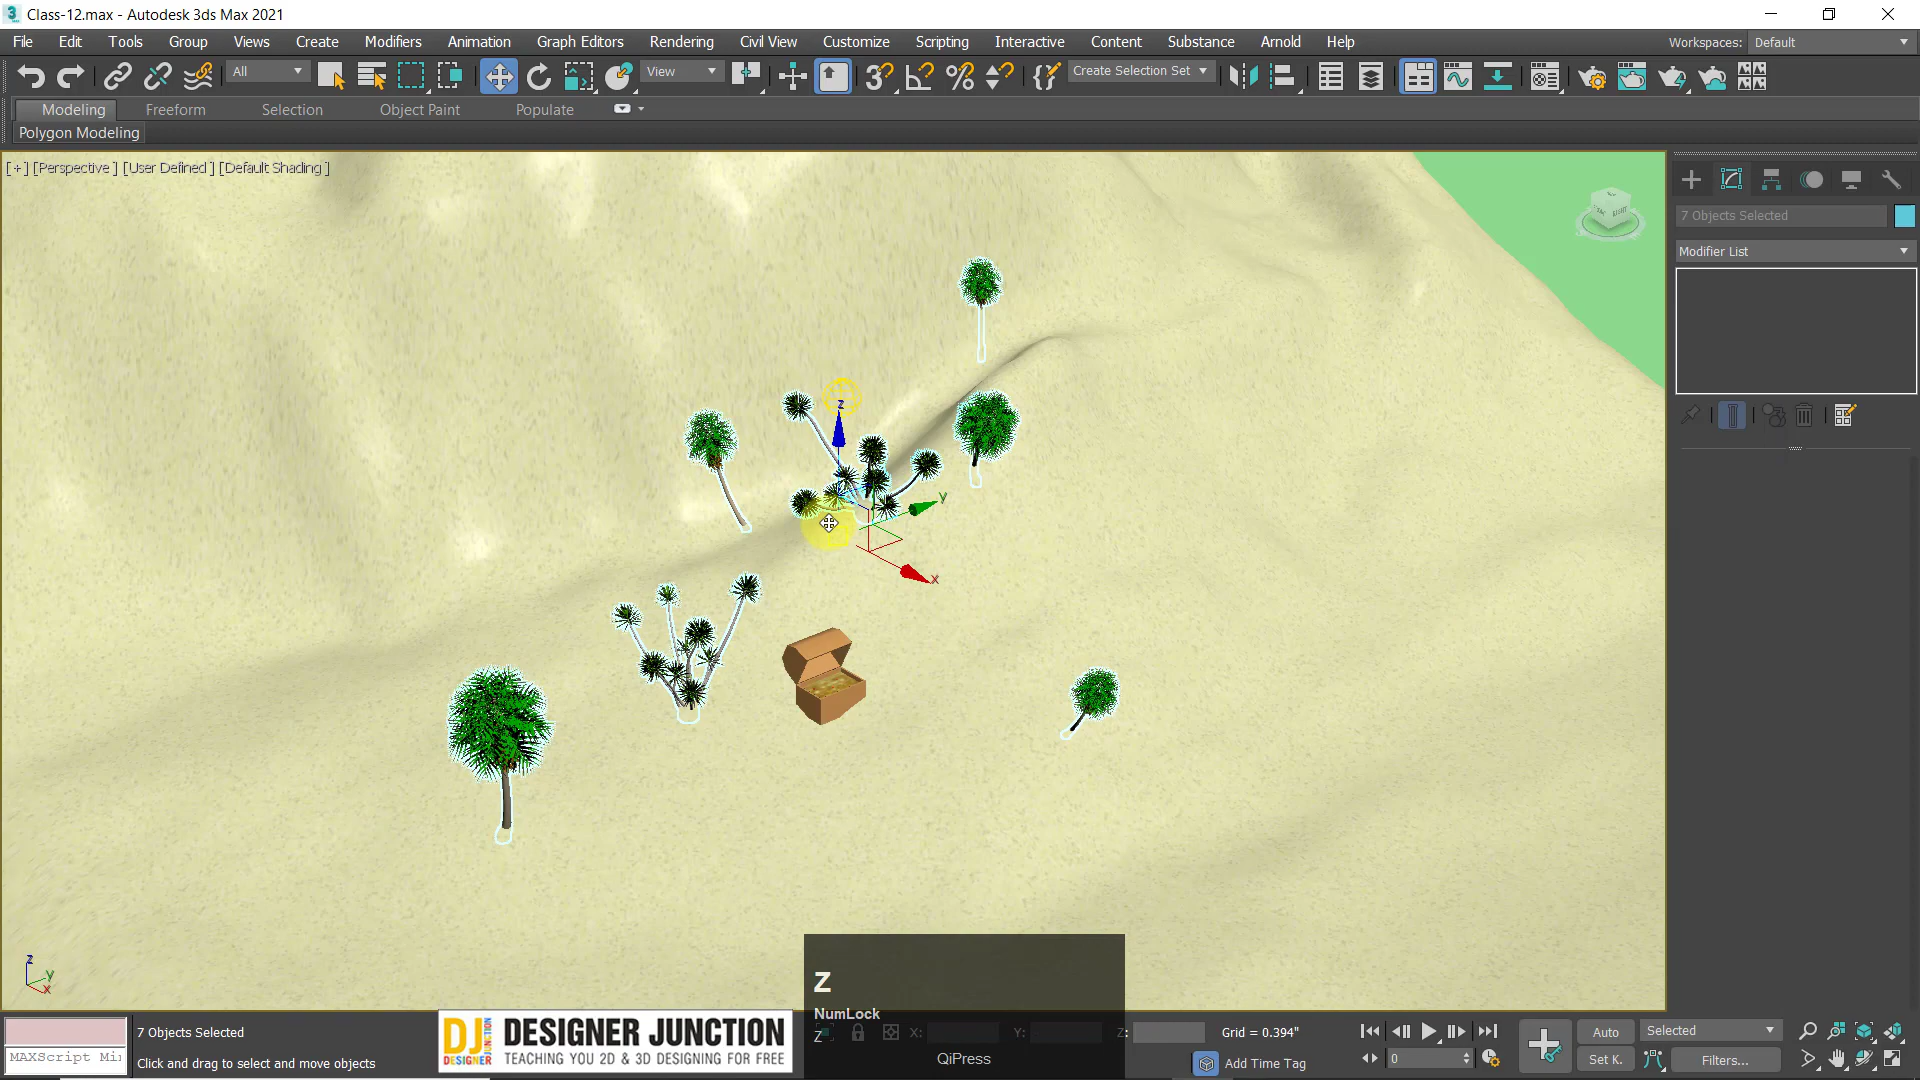 Class-12.max - Autodesk 3ds Max 2021
File Edit Tools Group Views Create Modifiers Animation Graph Editors Rendering Civil View Customize Scripting Interactive Content Substance Arnold Help
Workspaces: Default
All View Create Selection Set
Modeling Freeform Selection Object Paint Populate
Polygon Modeling
[ + ] [Perspective ] [User Defined ] [Default Shading ]
7 Objects Selected
Modifier List
z
y
x
z
y
x
Z
NumLock
Z
QiPress
7 Objects Selected
Click and drag to select and move objects
MAXScript Mi
DJ DESIGNER JUNCTION
TEACHING YOU 2D & 3D DESIGNING FOR FREE
X: Y: Z: Grid = 0.394"
Add Time Tag
0
Auto Selected
Set K. Filters...